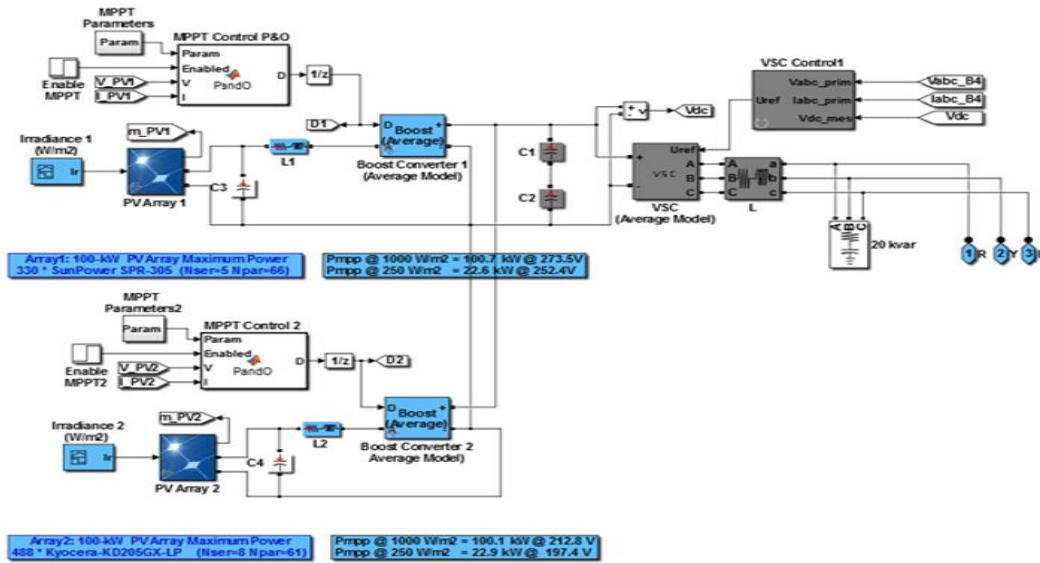 MPPT
Parameters
Param
MPPT Control P&O
Param
Enabled
V
I
PandO
D
1/z
Enable
MPPT
V_PV1
I_PV1
Irradiance 1
(W/m2)
Ir
m_PV1
PV Array 1
C3
L1
D1
D
Boost
(Average)
+
Boost Converter 1
(Average Model)
C1
C2
+
-
v
Vdc
VSC Control1
Uref
Vabc_prim
Iabc_prim
Vdc_mes
Vabc_B4
Iabc_B4
Vdc
Uref
VSC
+
-
A
B
C
VSC
(Average Model)
A
B
C
a
b
c
L
A
B
C
20 kvar
1
R
2
Y
3
Array1: 100-kW PV Array Maximum Power
330 * SunPower SPR-305 (Nser=5 Npar=66)
Pmpp @ 1000 W/m2 = 100.7 kW @ 273.5V
Pmpp @ 250 W/m2 = 22.6 kW @ 252.4V
MPPT
Parameters2
Param
MPPT Control 2
Param
Enabled
V
I
PandO
D
1/z
D2
Enable
MPPT2
V_PV2
I_PV2
Irradiance 2
(W/m2)
Ir
m_PV2
PV Array 2
C4
L2
D
Boost
(Average)
+
Boost Converter 2
Average Model)
Array2: 100-kW PV Array Maximum Power
488 * Kyocera-KD205GX-LP (Nser=8 Npar=61)
Pmpp @ 1000 W/m2 = 100.1 kW @ 212.8 V
Pmpp @ 250 W/m2 = 22.9 kW @ 197.4 V